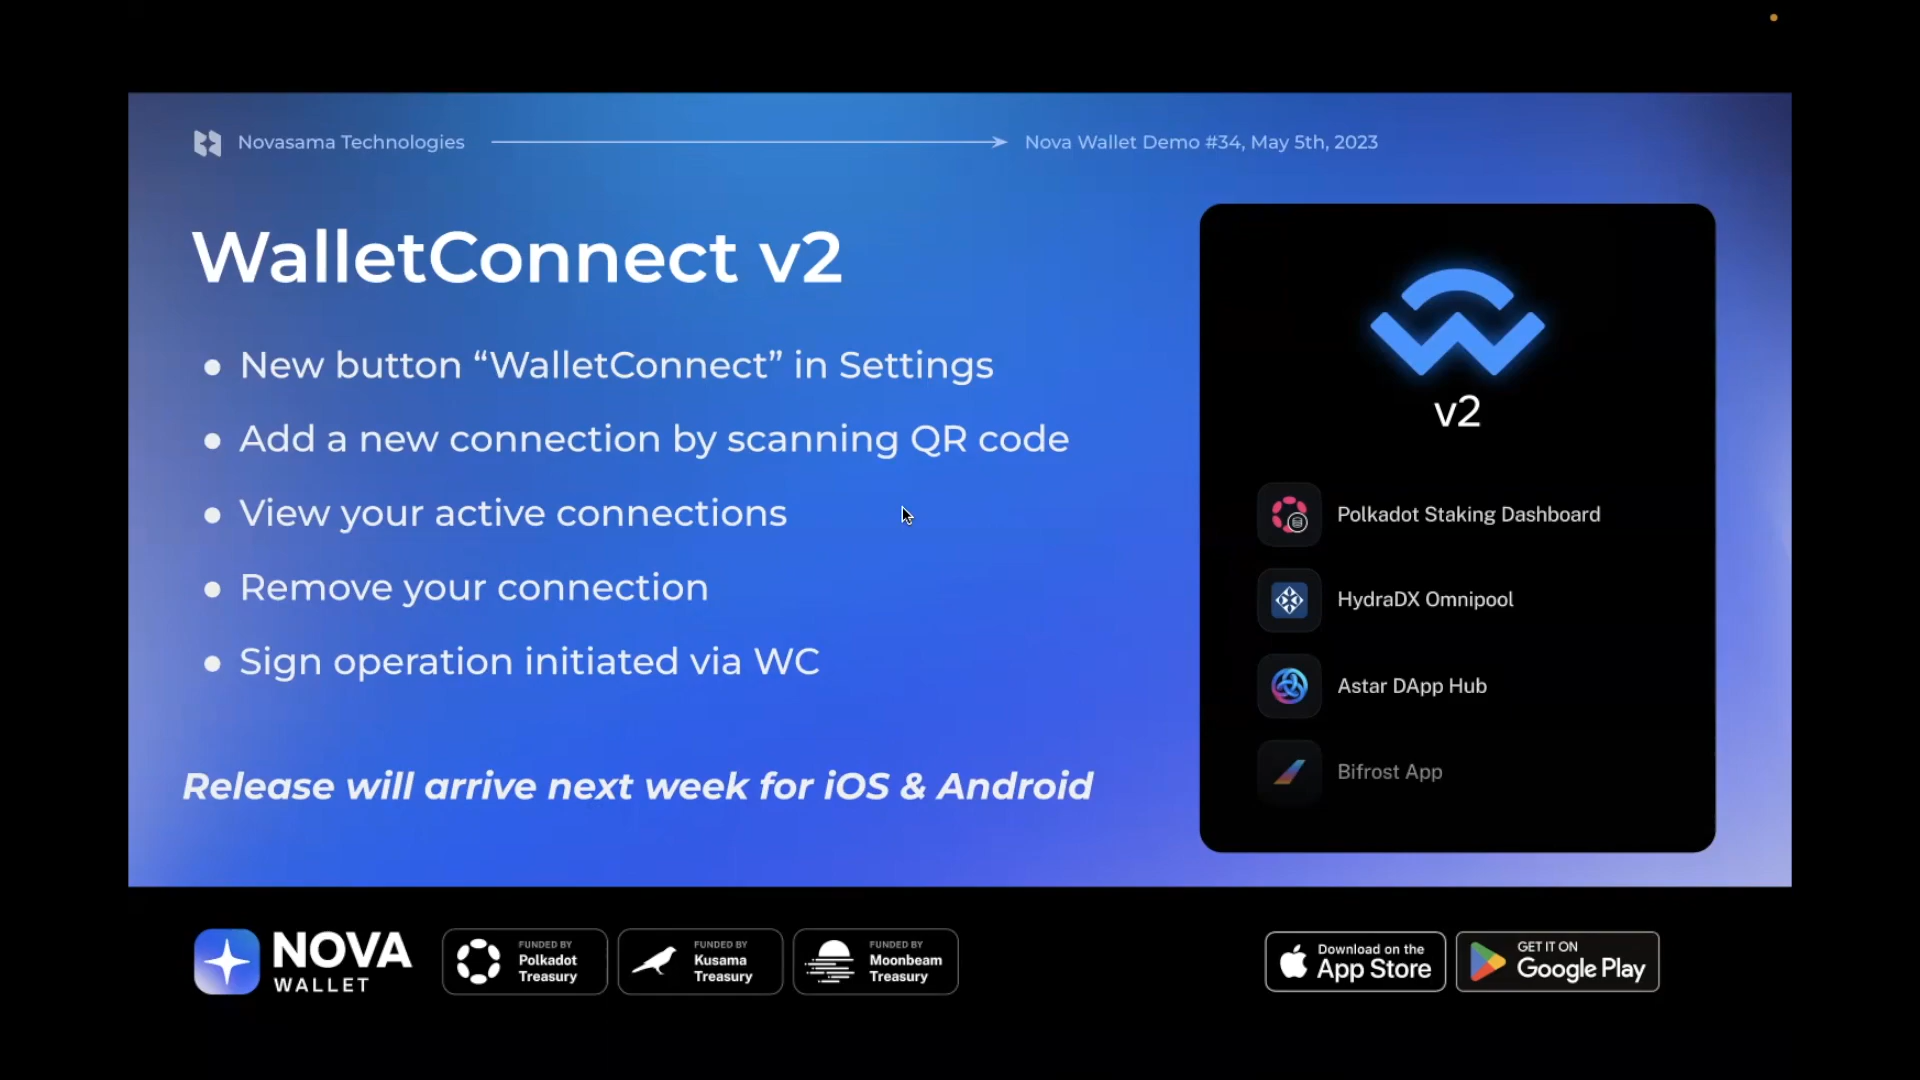 Novasama Technologies
Nova Wallet Demo #34, May 5th, 2023
WalletConnect v2
● New button “WalletConnect” in Settings
● Add a new connection by scanning QR code
● View your active connections
● Remove your connection
● Sign operation initiated via WC
Release will arrive next week for iOS & Android
v2
Polkadot Staking Dashboard
HydraDX Omnipool
Astar DApp Hub
Bifrost App
NOVA
WALLET
FUNDED BY
Polkadot
Treasury
FUNDED BY
Kusama
Treasury
FUNDED BY
Moonbeam
Treasury
Download on the
App Store
GET IT ON
Google Play